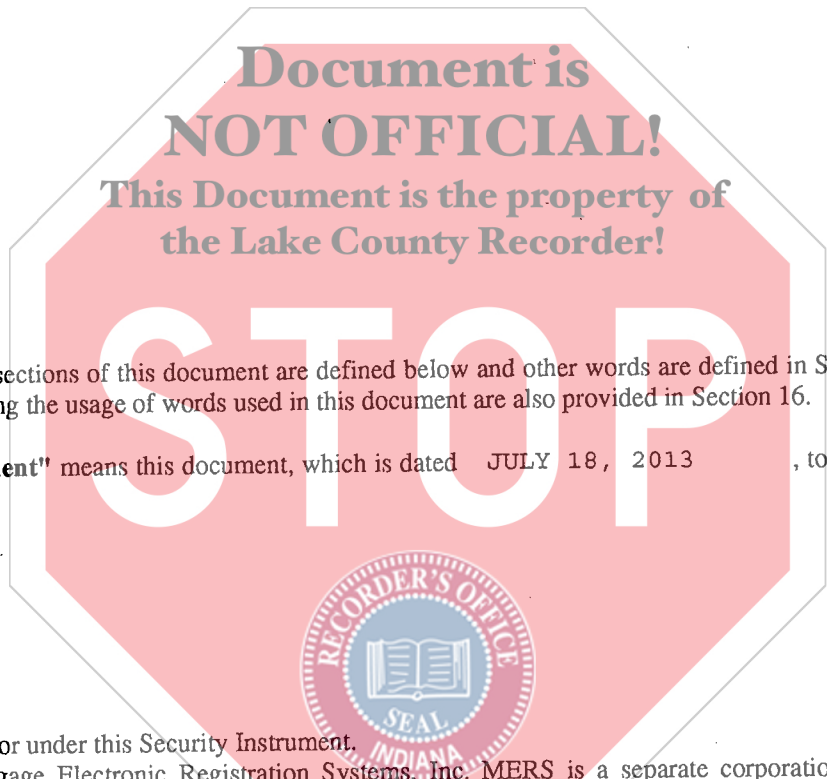 Document is
NOT OFFICIAL!
This Document is the property of
the Lake County Recorder!
STOP
sections of this document are defined below and other words are defined in S
ng the usage of words used in this document are also provided in Section 16.
ent" means this document, which is dated JULY 18, 2013 , to
RECORDER'S OFFICE
SEAL
INDIANA
or under this Security Instrument.
gage Electronic Registration Systems, Inc. MERS is a separate corporatio